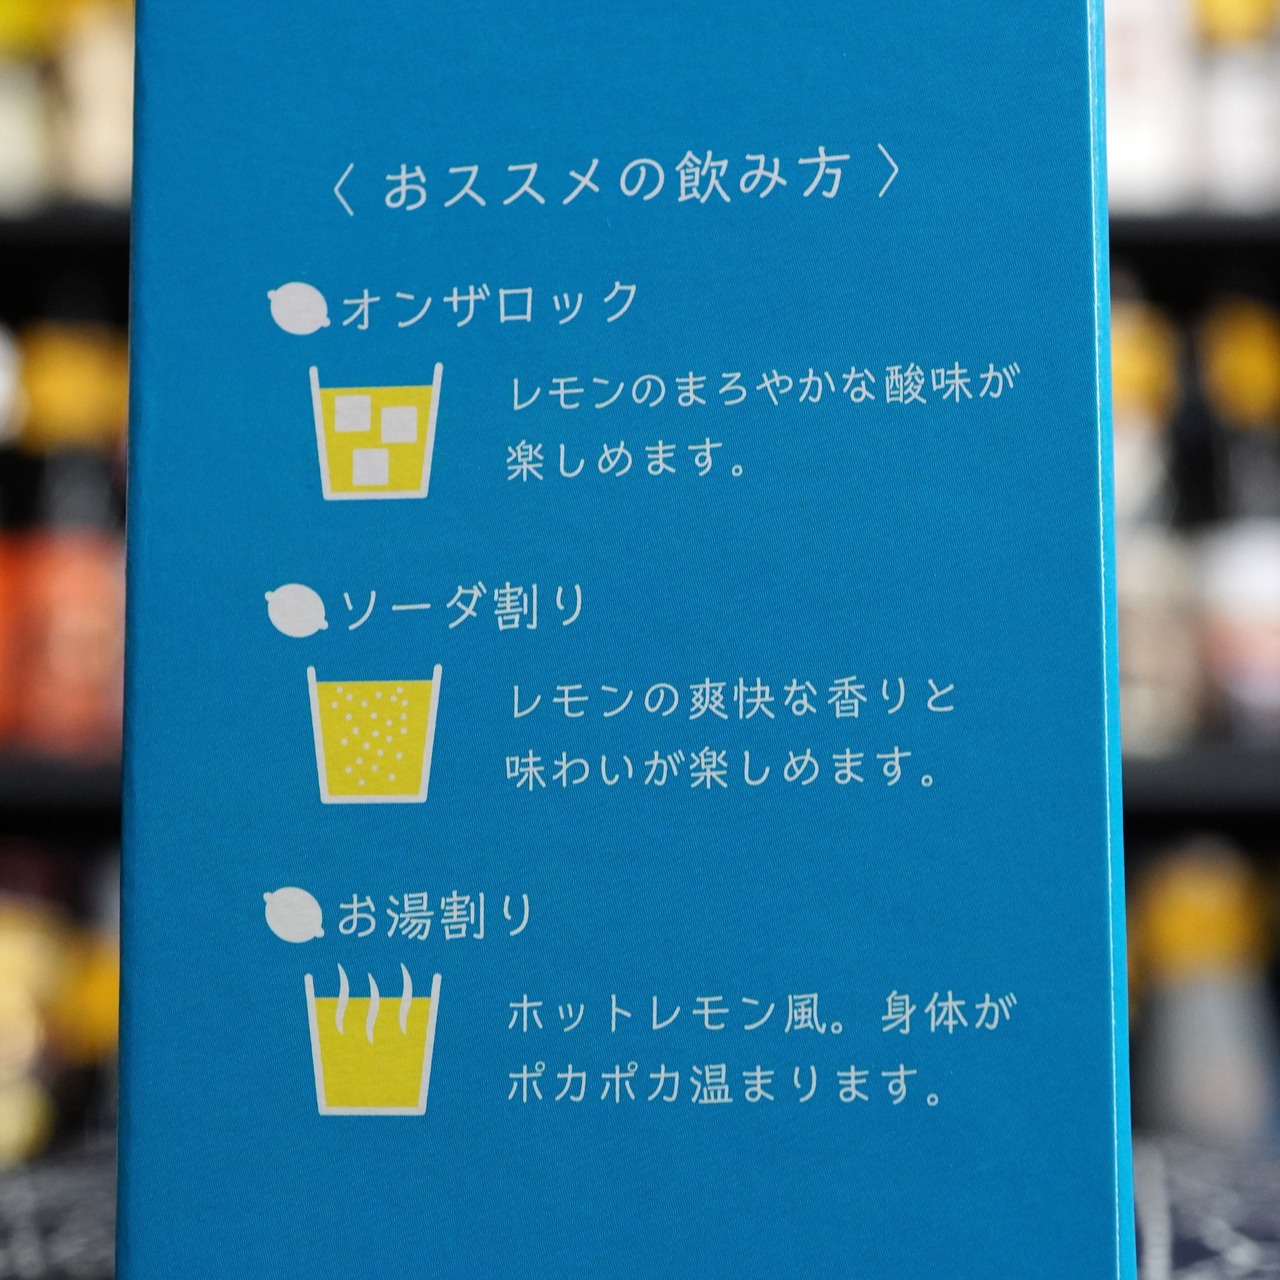 〈 おススメの飲み方 〉
オンザロック
レモンのまろやかな酸味が
楽しめます。
ソーダ割り
レモンの爽快な香りと
味わいが楽しめます。
お湯割り
ホットレモン風。身体が
ポカポカ温まります。